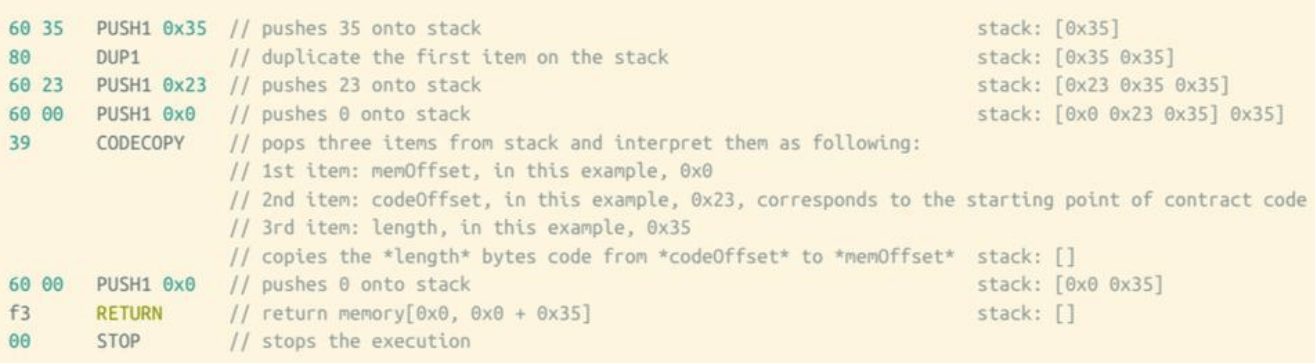 60 35 PUSH1 0x35 // pushes 35 onto stack stack: [0x35]
80 DUP1 // duplicate the first item on the stack stack: [0x35 0x35]
60 23 PUSH1 0x23 // pushes 23 onto stack stack: [0x23 0x35 0x35]
60 00 PUSH1 0x0 // pushes 0 onto stack stack: [0x0 0x23 0x35] 0x35]
39 CODECOPY // pops three items from stack and interpret them as following:
// 1st item: memOffset, in this example, 0x0
// 2nd item: codeOffset, in this example, 0x23, corresponds to the starting point of contract code
// 3rd item: length, in this example, 0x35
// copies the *length* bytes code from *codeOffset* to *memOffset* stack: []
60 00 PUSH1 0x0 // pushes 0 onto stack stack: [0x0 0x35]
f3 RETURN // return memory[0x0, 0x0 + 0x35] stack: []
00 STOP // stops the execution